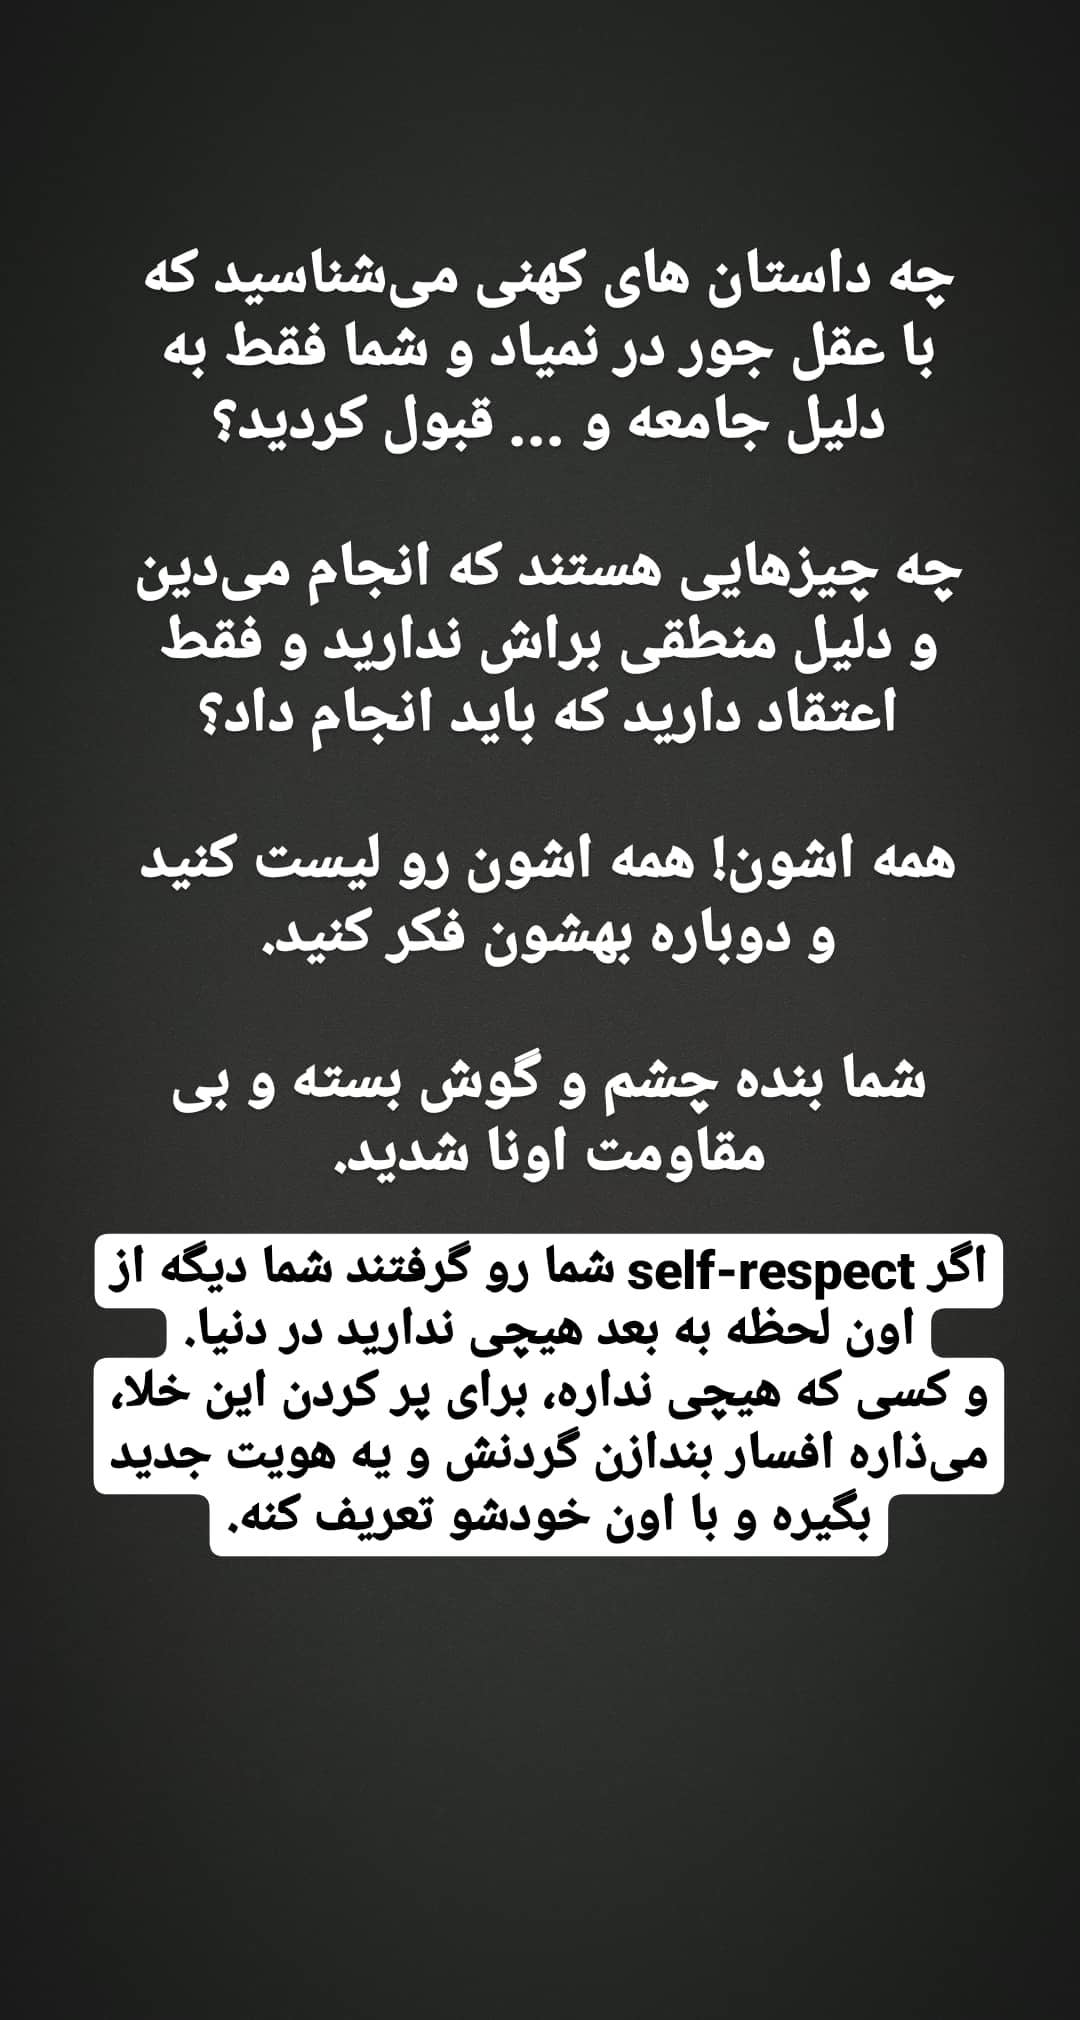 چه داستان های کهنی می‌شناسید که
با عقل جور در نمیاد و شما فقط به
دلیل جامعه و ... قبول کردید؟
چه چیزهایی هستند که انجام می‌دین
و دلیل منطقی براش ندارید و فقط
اعتقاد دارید که باید انجام داد؟
همه اشون! همه اشون رو لیست کنید
و دوباره بهشون فکر کنید.
شما بنده چشم و گوش بسته و بی
مقاومت اونا شدید.
اگر self-respect شما رو گرفتند شما دیگه از
اون لحظه به بعد هیچی ندارید در دنیا.
و کسی که هیچی نداره، برای پر کردن این خلا،
می‌ذاره افسار بندازن گردنش و یه هویت جدید
بگیره و با اون خودشو تعریف کنه.